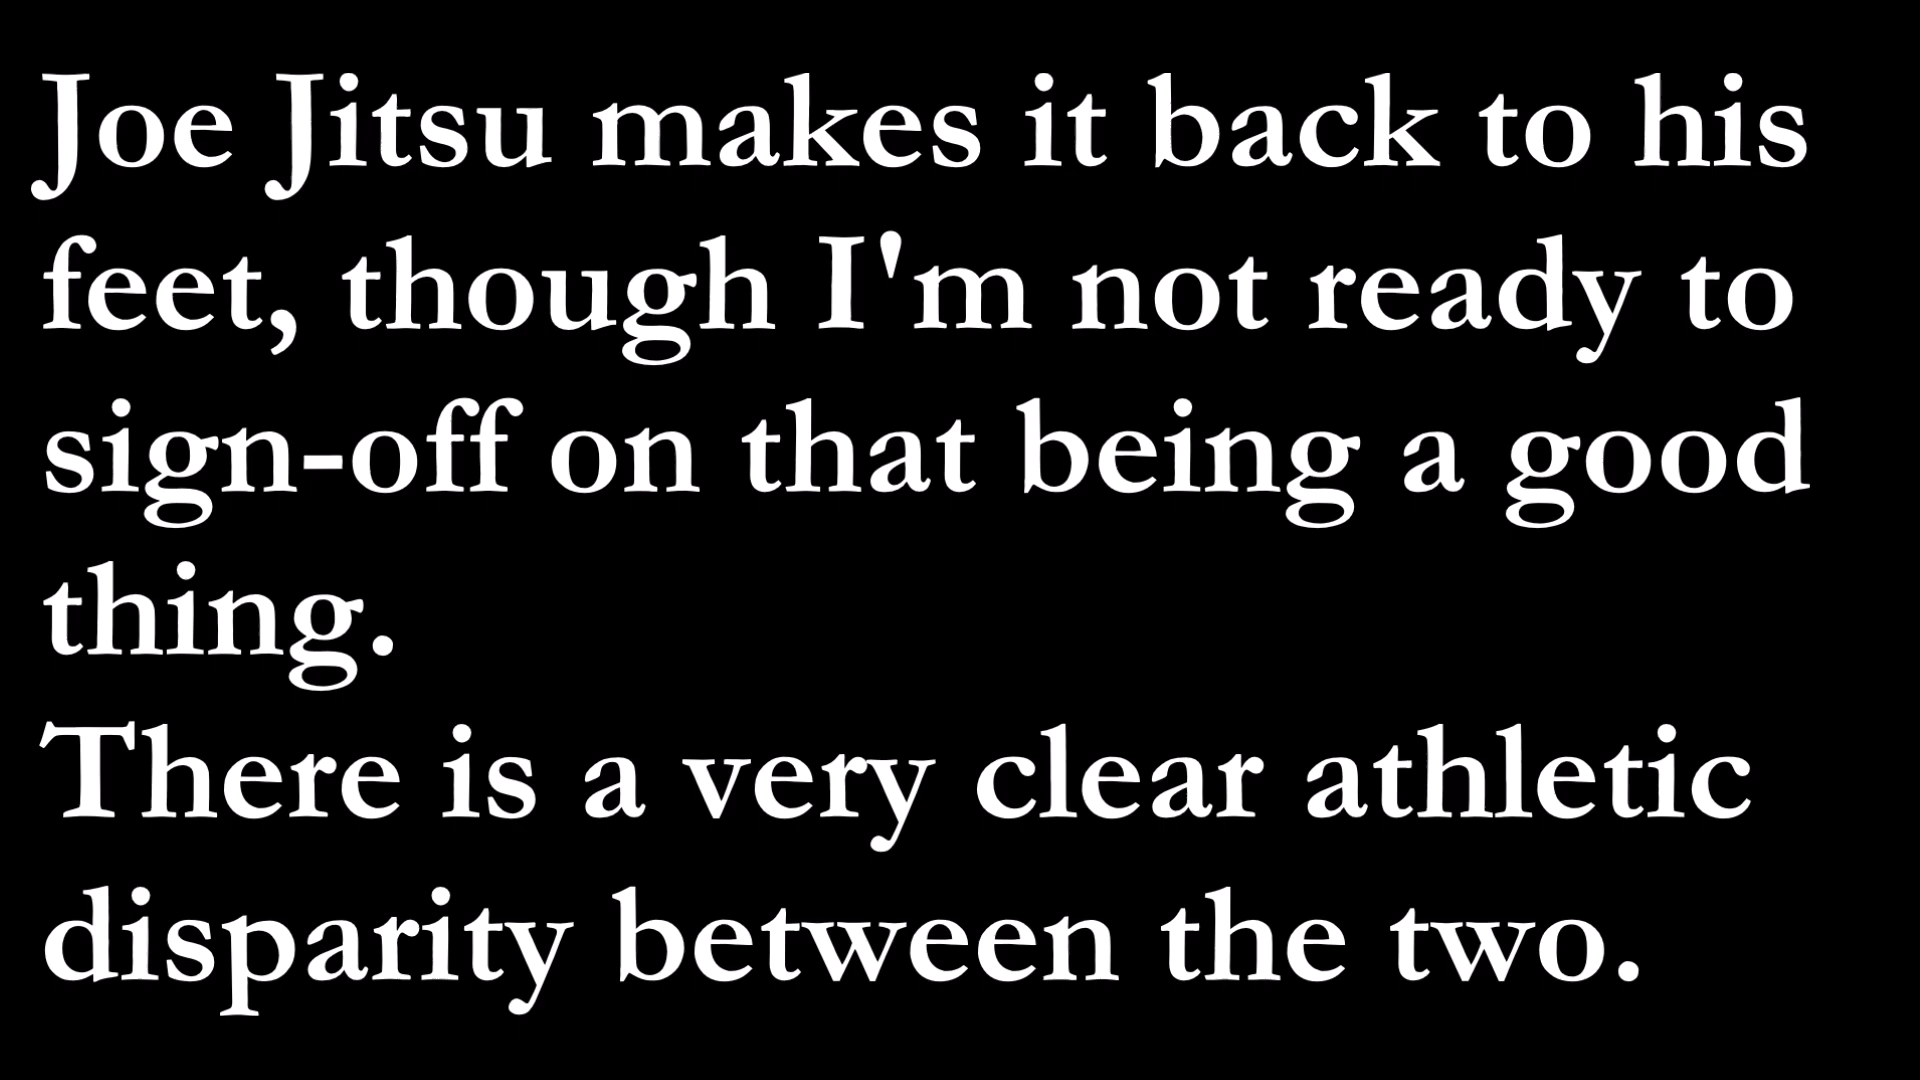 Joe Jitsu makes it back to his
feet, though I'm not ready to
sign-off on that being a good
thing.
There is a very clear athletic
disparity between the two.